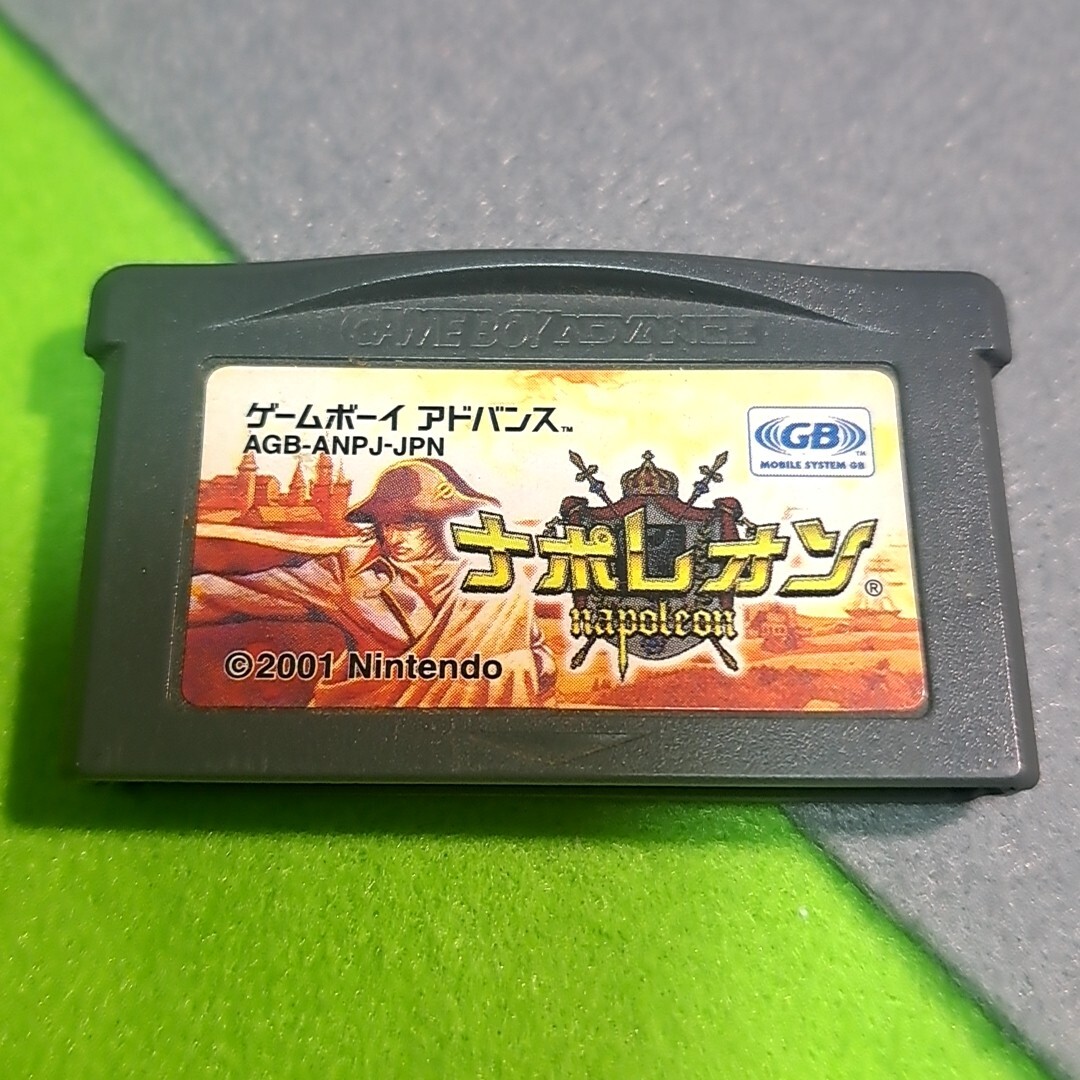 GAME BOY ADVANCE
ゲームボーイ アドバンス™
AGB-ANPJ-JPN
GB™
MOBILE SYSTEM GB
ナポレオン®
napoleon
©2001 Nintendo